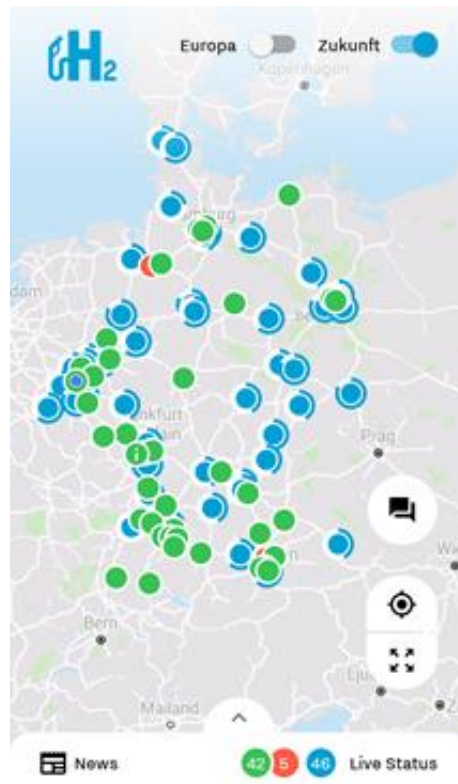 H2
Europa Zukunft
Kopenhagen
Prag
Bern
Mailand
News 42 5 46 Live Status